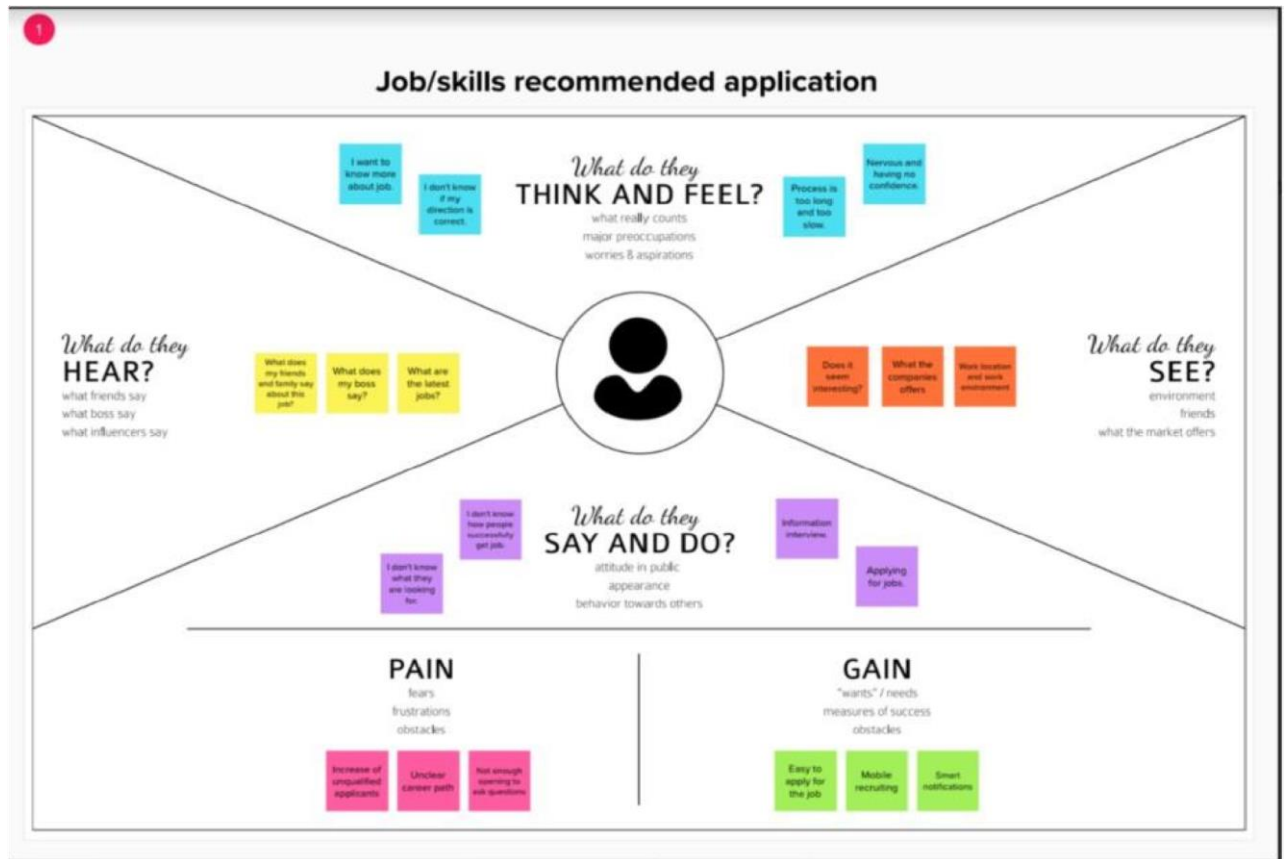 1
Job/skills recommended application
I want to
know more
about job.
I don't know
if my
direction is
correct.
What do they
THINK AND FEEL?
what really counts
major preoccupations
worries & aspirations
Process is
too long
and too
slow.
Nervous and
having no
confidence.
What do they
HEAR?
what friends say
what boss say
what influencers say
What does
my friends
and family say
about this
job?
What does
my boss
say?
What are
the latest
jobs?
Does it
seem
interesting?
What the
companies
offers
Work location
and work
environment
What do they
SEE?
environment
friends
what the market offers
I don't know
what they
are looking
for.
I don't know
how people
successfuly
get job.
What do they
SAY AND DO?
attitude in public
appearance
behavior towards others
Information
interview.
Applying
for jobs.
PAIN
fears
frustrations
obstacles
Increase of
unqualified
applicants
Unclear
career path
Not enough
opening to
ask questions
GAIN
"wants" / needs
measures of success
obstacles
Easy to
apply for
the job
Mobile
recruiting
Smart
notifications